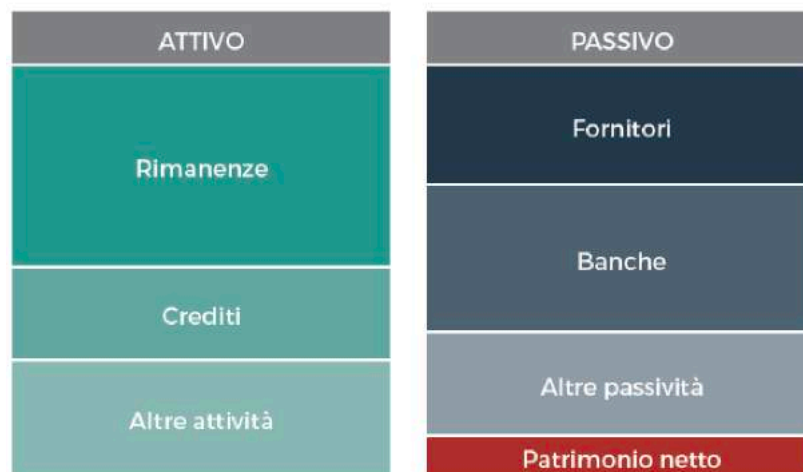 ATTIVO
Rimanenze
Crediti
Altre attività
PASSIVO
Fornitori
Banche
Altre passività
Patrimonio netto